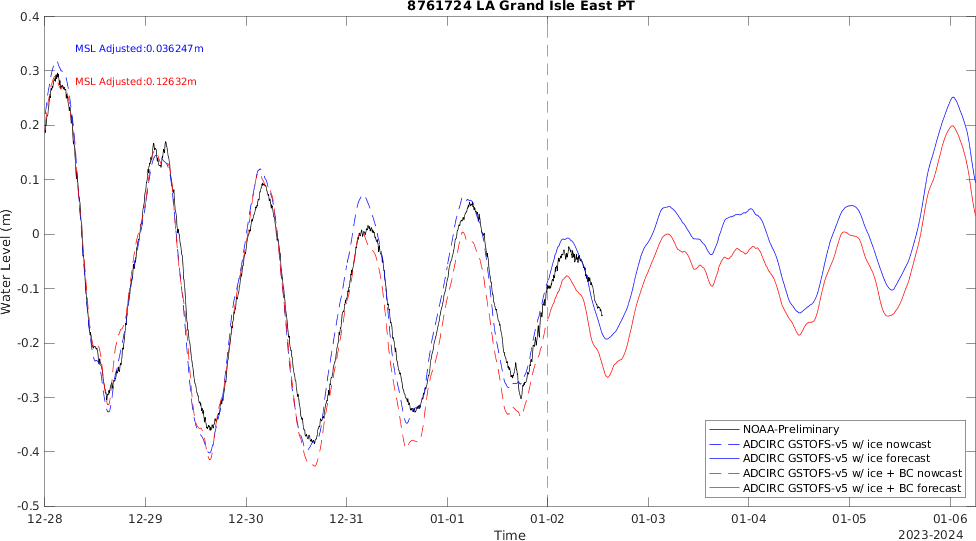 8761724 LA Grand Isle East PT
MSL Adjusted:0.036247m
MSL Adjusted:0.12632m
0.4
0.3
0.2
0.1
0
-0.1
-0.2
-0.3
-0.4
-0.5
Water Level (m)
NOAA-Preliminary
ADCIRC GSTOFS-v5 w/ ice nowcast
ADCIRC GSTOFS-v5 w/ ice forecast
ADCIRC GSTOFS-v5 w/ ice + BC nowcast
ADCIRC GSTOFS-v5 w/ ice + BC forecast
12-28 12-29 12-30 12-31 01-01 01-02 01-03 01-04 01-05 01-06
Time
2023-2024